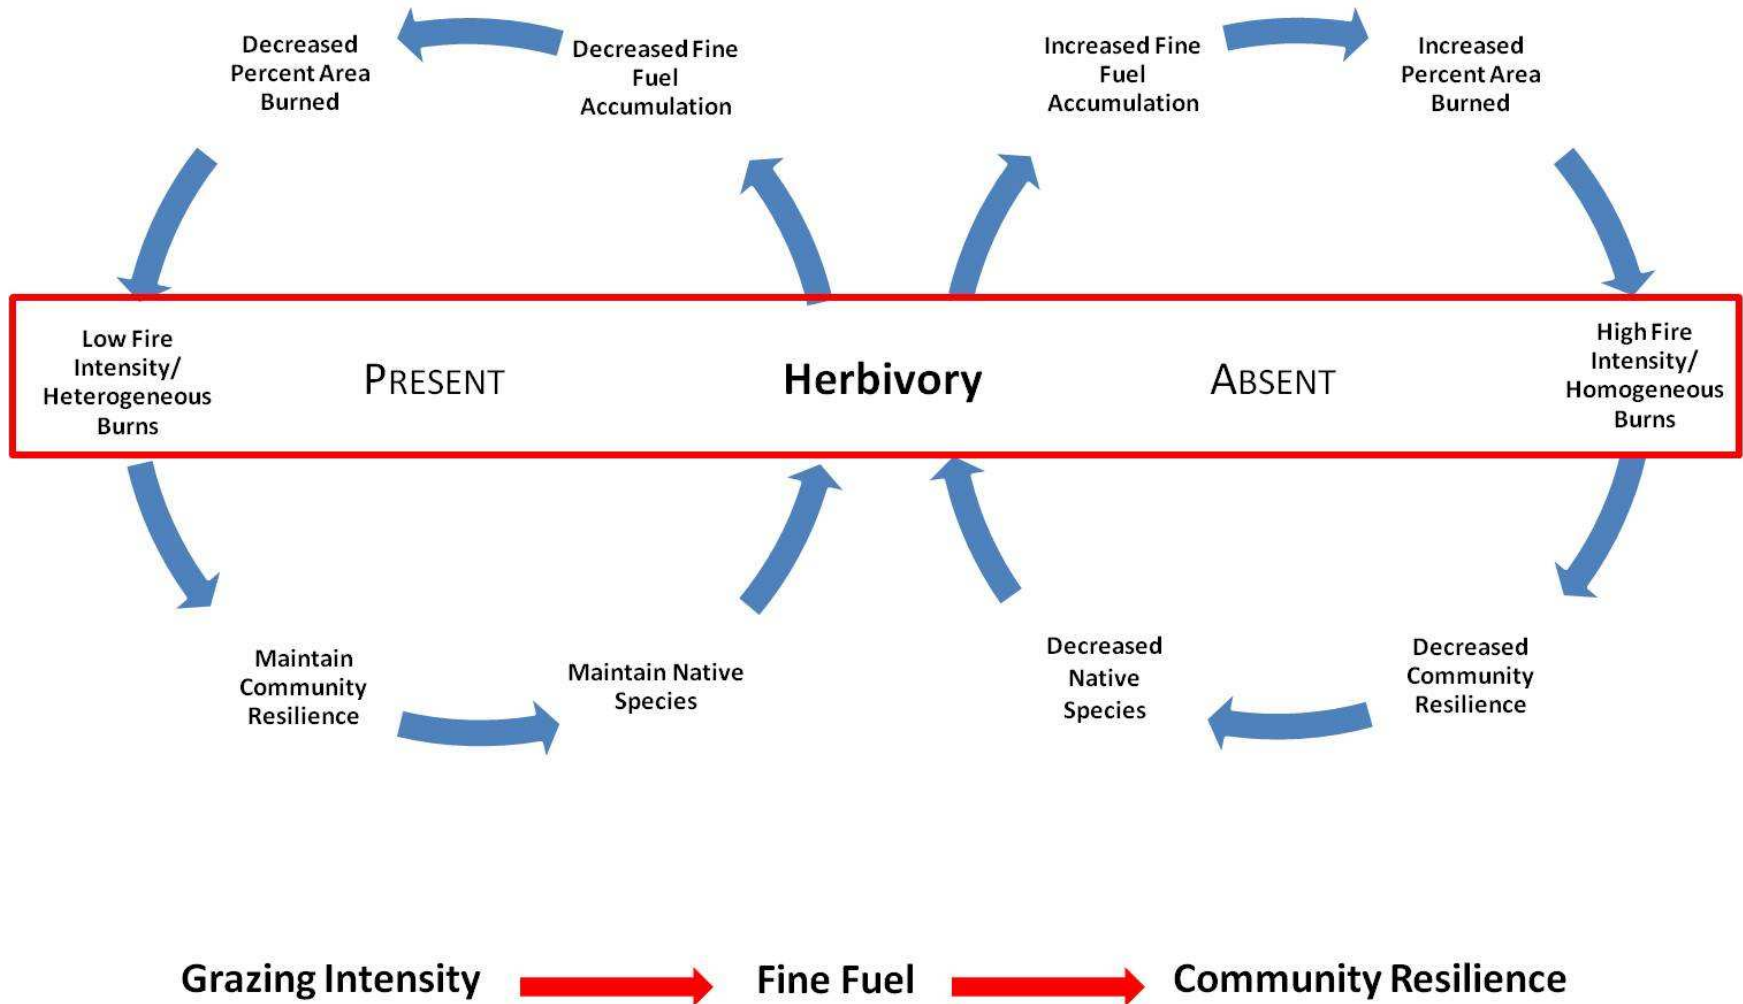 Decreased
Percent Area
Burned
Decreased Fine
Fuel
Accumulation
Increased Fine
Fuel
Accumulation
Increased
Percent Area
Burned
Low Fire
Intensity/
Heterogeneous
Burns
PRESENT
Herbivory
ABSENT
High Fire
Intensity/
Homogeneous
Burns
Maintain
Community
Resilience
Maintain Native
Species
Decreased
Native
Species
Decreased
Community
Resilience
Grazing Intensity
Fine Fuel
Community Resilience